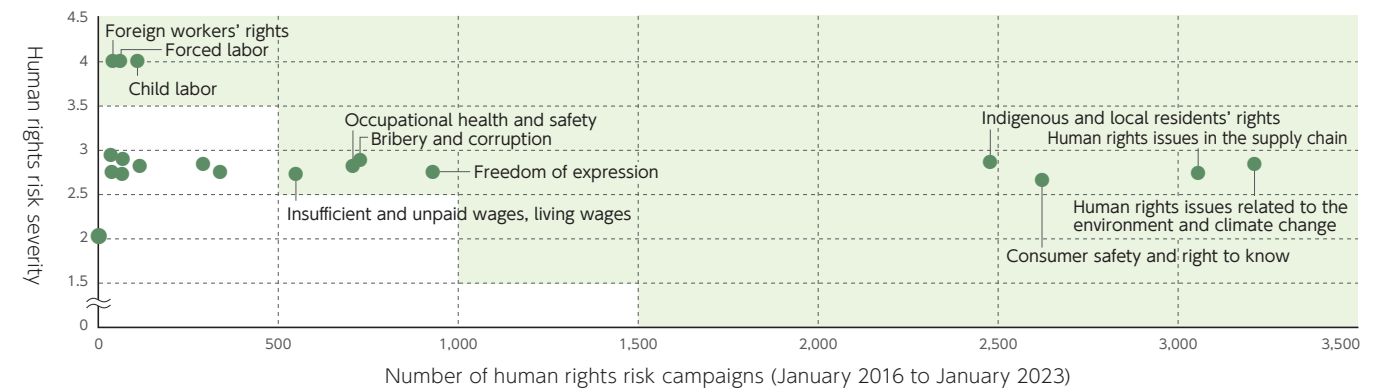 4.5
Foreign workers' rights
Forced labor
4
Child labor
3.5
Occupational health and safety
Bribery and corruption
Indigenous and local residents' rights
Human rights issues in the supply chain
3
Freedom of expression
2.5
Insufficient and unpaid wages, living wages
Human rights issues related to the
environment and climate change
2
Consumer safety and right to know
1.5
0
Human rights risk severity
0
500
1,000
1,500
2,000
2,500
3,000
3,500
Number of human rights risk campaigns (January 2016 to January 2023)